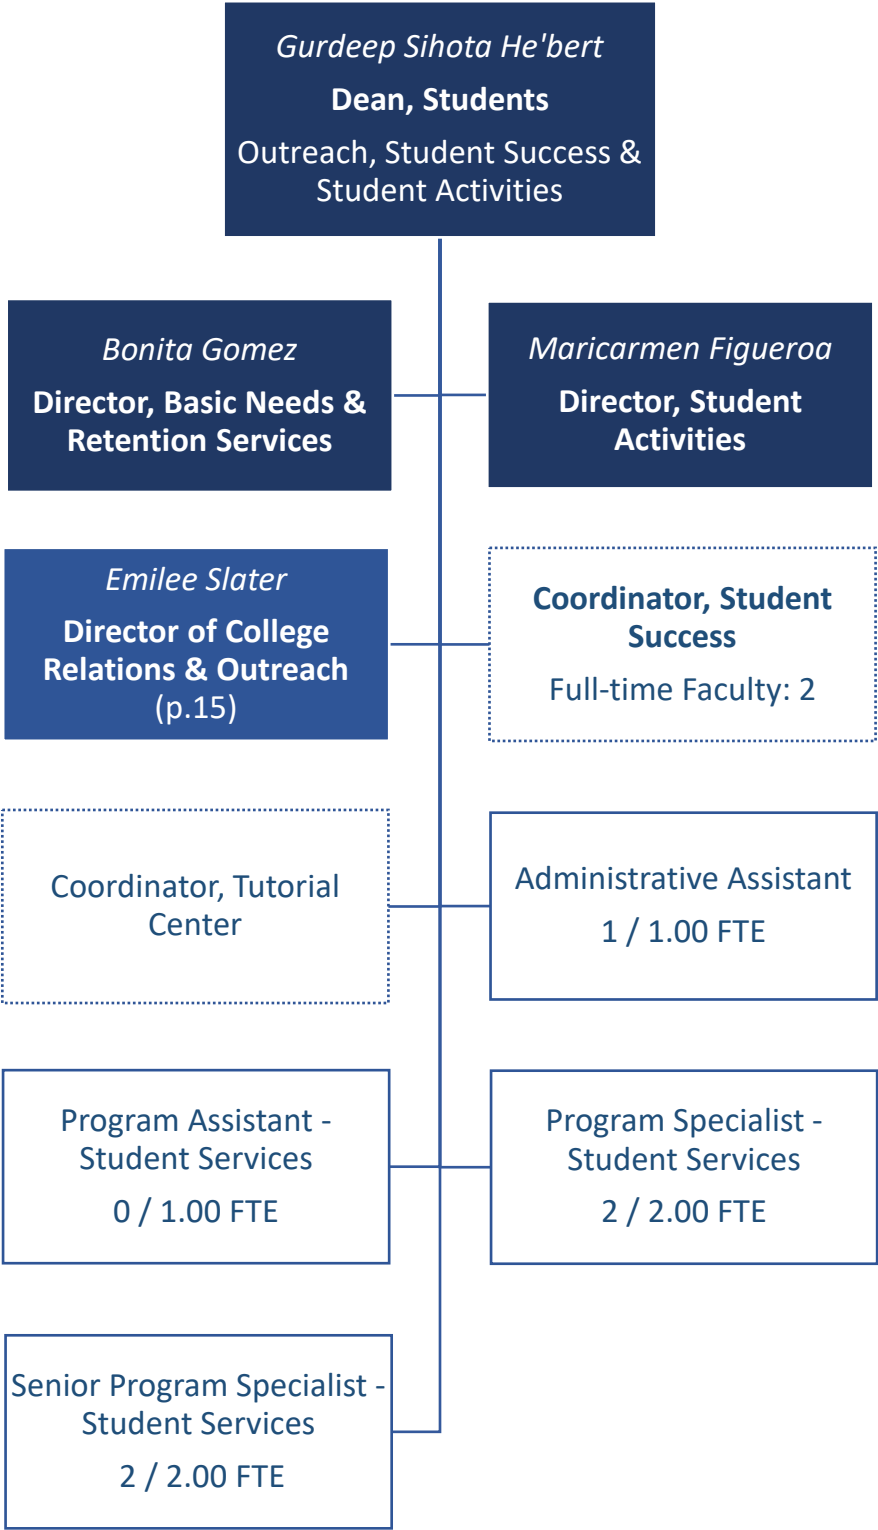 Gurdeep Sihota He'bert
Dean, Students
Outreach, Student Success &
Student Activities
Bonita Gomez
Director, Basic Needs &
Retention Services
Maricarmen Figueroa
Director, Student
Activities
Emilee Slater
Director of College
Relations & Outreach
(p.15)
Coordinator, Student
Success
Full-time Faculty: 2
Coordinator, Tutorial
Center
Administrative Assistant
1 / 1.00 FTE
Program Assistant -
Student Services
0 / 1.00 FTE
Program Specialist -
Student Services
2 / 2.00 FTE
Senior Program Specialist -
Student Services
2 / 2.00 FTE